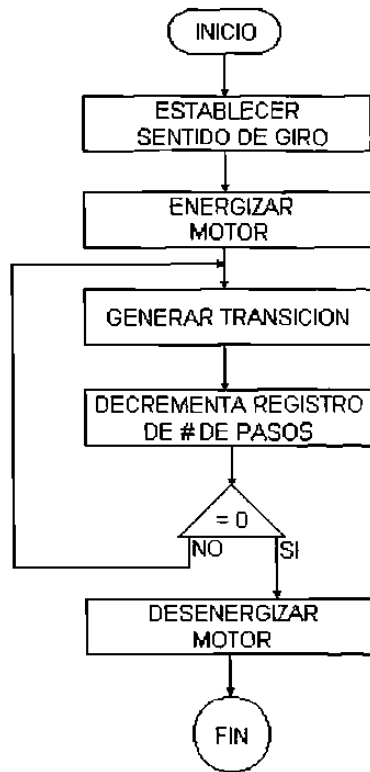 INICIO
ESTABLECER
SENTIDO DE GIRO
ENERGIZAR
MOTOR
GENERAR TRANSICION
DECREMENTA REGISTRO
DE # DE PASOS
= 0
NO
SI
DESENERGIZAR
MOTOR
FIN